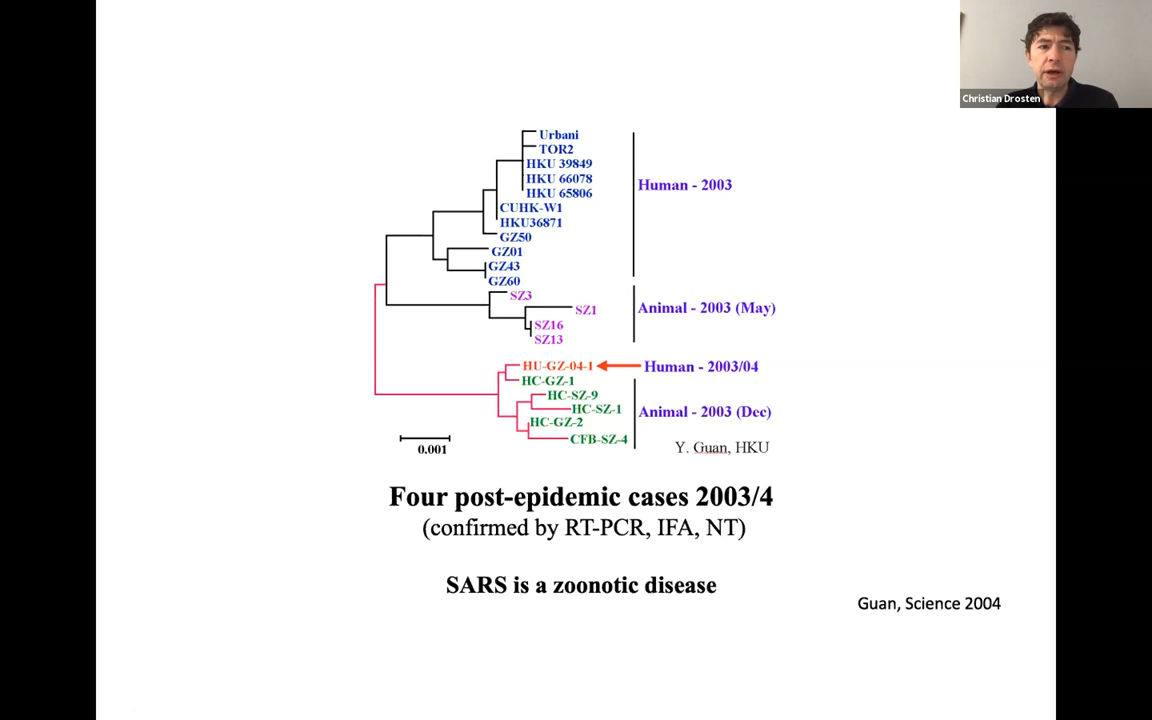 Christian Drosten
Urbani
TOR2
HKU 39849
HKU 66078
HKU 65806
CUHK-W1
HKU36871
GZ50
GZ01
GZ43
GZ60
Human - 2003
SZ3
SZ1
SZ16
SZ13
Animal - 2003 (May)
HU-GZ-04-1
Human - 2003/04
HC-GZ-1
HC-SZ-9
HC-SZ-1
HC-GZ-2
CFB-SZ-4
Animal - 2003 (Dec)
0.001
Y. Guan, HKU
Four post-epidemic cases 2003/4
(confirmed by RT-PCR, IFA, NT)
SARS is a zoonotic disease
Guan, Science 2004